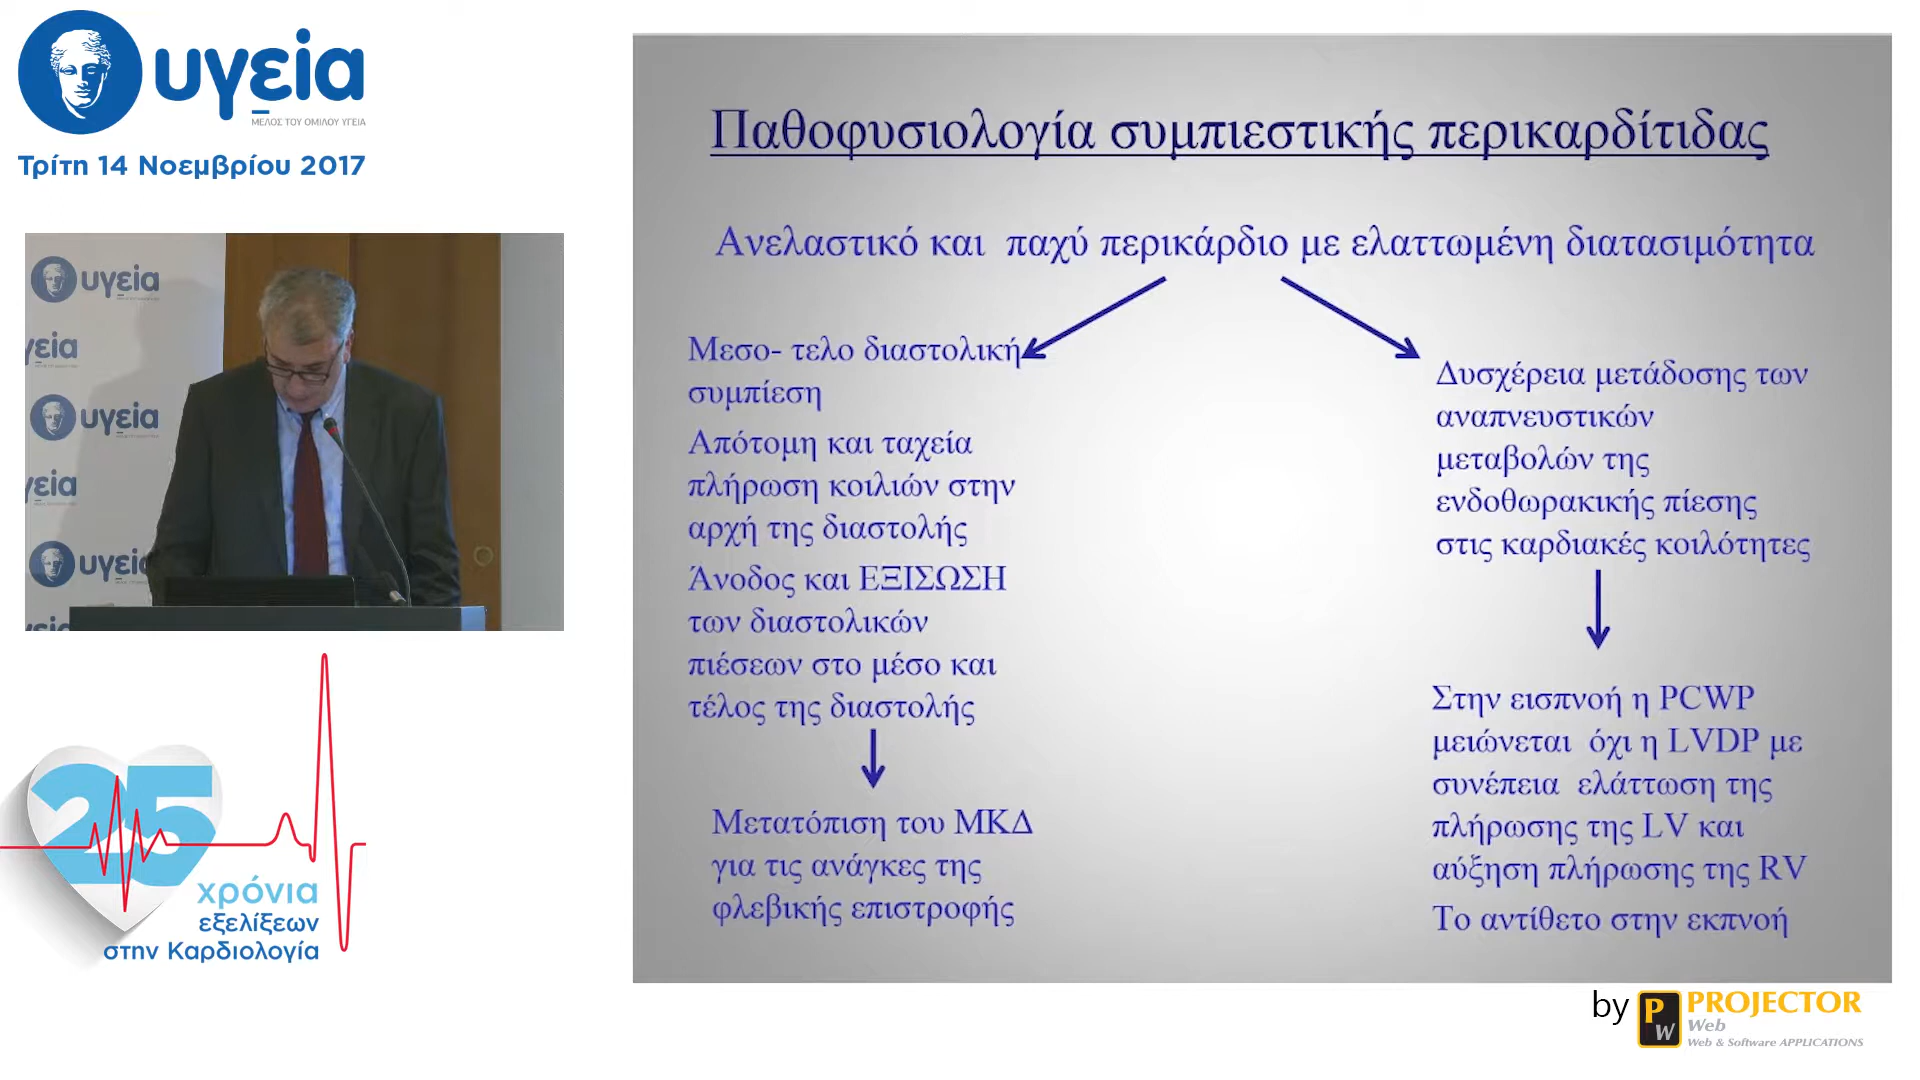 υγεία
ΜΕΛΟΣ ΤΟΥ ΟΜΙΛΟΥ ΥΓΕΙΑ
Τρίτη 14 Νοεμβρίου 2017
υγεία
υγεία
25
χρόνια
εξελίξεων
στην Καρδιολογία
Παθοφυσιολογία συμπιεστικής περικαρδίτιδας
Ανελαστικό και παχύ περικάρδιο με ελαττωμένη διατασιμότητα
Μεσο- τελο διαστολική
συμπίεση
Απότομη και ταχεία
πλήρωση κοιλιών στην
αρχή της διαστολής
Άνοδος και ΕΞΙΣΩΣΗ
των διαστολικών
πιέσεων στο μέσο και
τέλος της διαστολής
Μετατόπιση του ΜΚΔ
για τις ανάγκες της
φλεβικής επιστροφής
Δυσχέρεια μετάδοσης των
αναπνευστικών
μεταβολών της
ενδοθωρακικής πίεσης
στις καρδιακές κοιλότητες
Στην εισπνοή η PCWP
μειώνεται όχι η LVDP με
συνέπεια ελάττωση της
πλήρωσης της LV και
αύξηση πλήρωσης της RV
Το αντίθετο στην εκπνοή
by PW PROJECTOR
Web
Web & Software APPLICATIONS